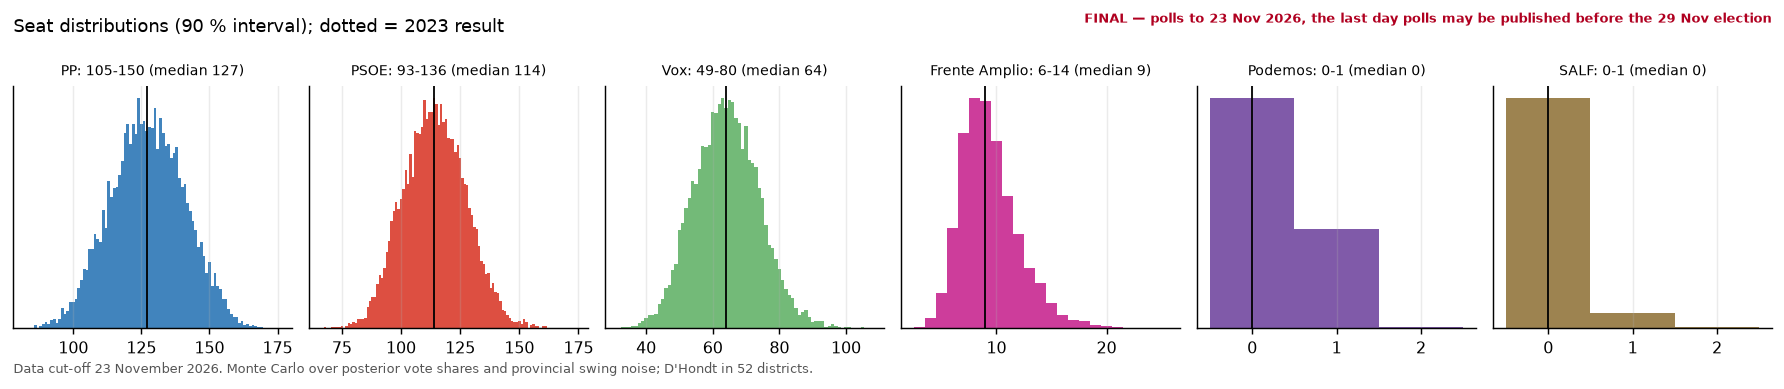 Seat distributions (90 % interval); dotted = 2023 result
FINAL — polls to 23 Nov 2026, the last day polls may be published before the 29 Nov election
PP: 105-150 (median 127)
PSOE: 93-136 (median 114)
Vox: 49-80 (median 64)
Frente Amplio: 6-14 (median 9)
Podemos: 0-1 (median 0)
SALF: 0-1 (median 0)
100 125 150 175
75 100 125 150 175
40 60 80 100
10 20
0 1 2
0 1 2
Data cut-off 23 November 2026. Monte Carlo over posterior vote shares and provincial swing noise; D'Hondt in 52 districts.